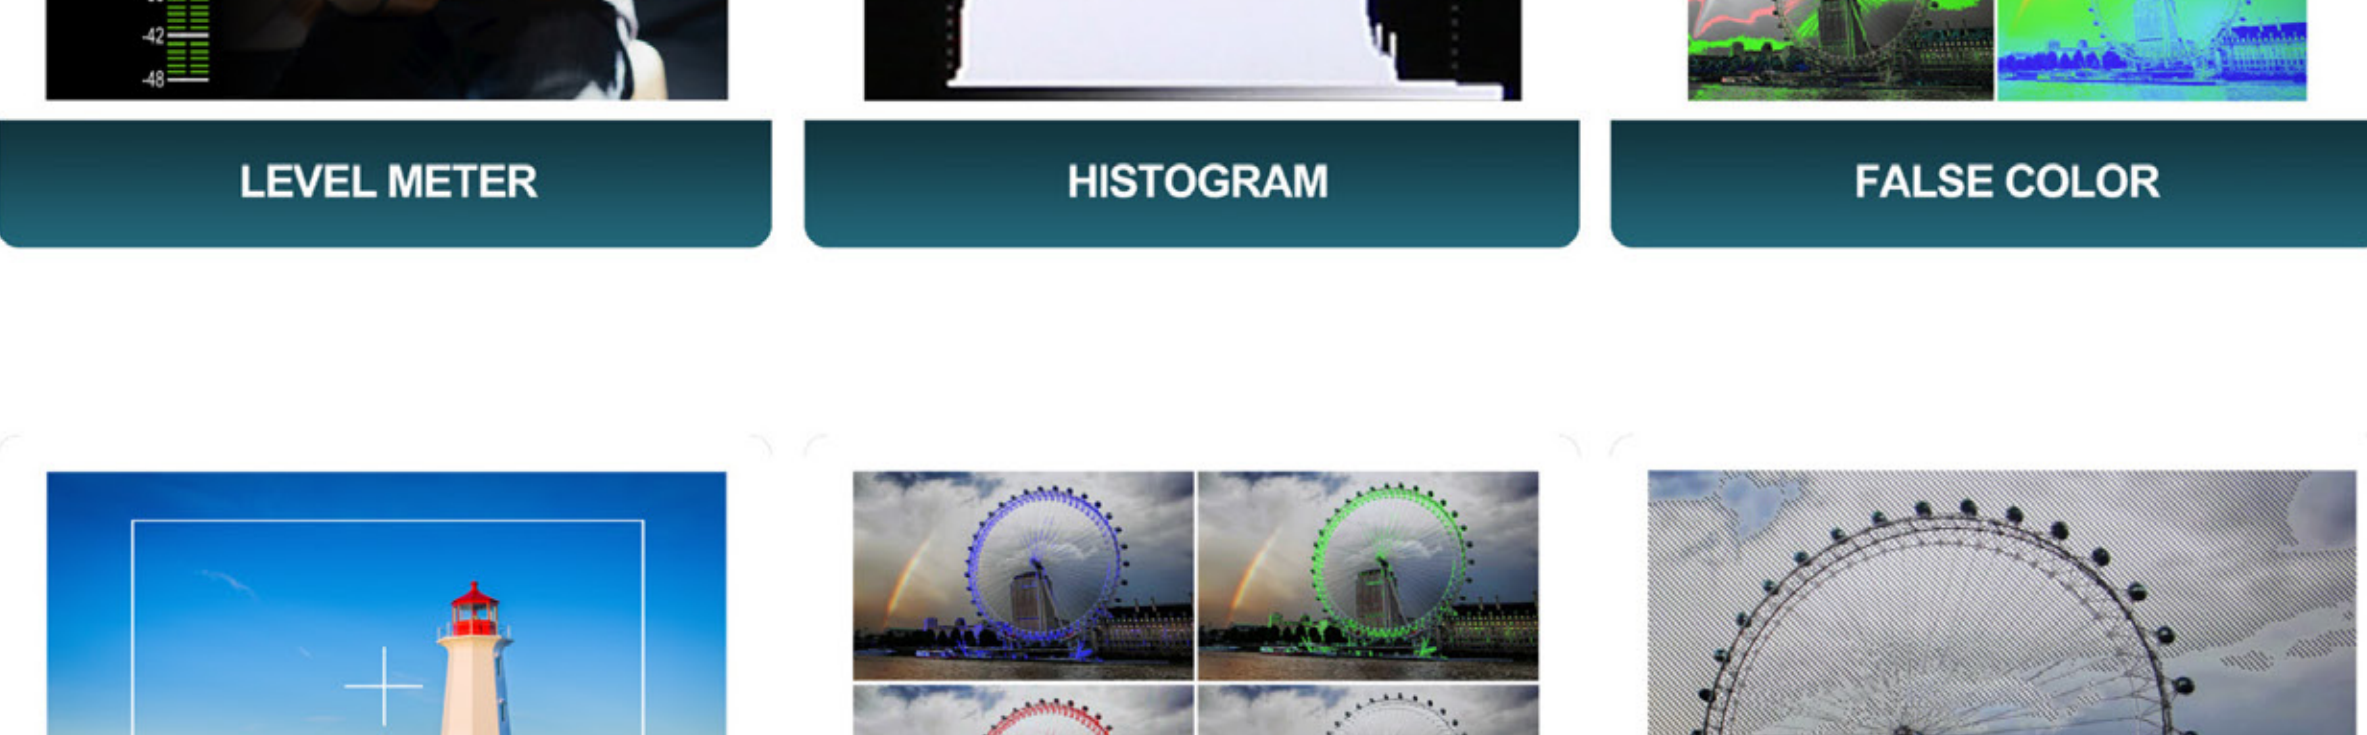 -42
-48
LEVEL METER
HISTOGRAM
FALSE COLOR